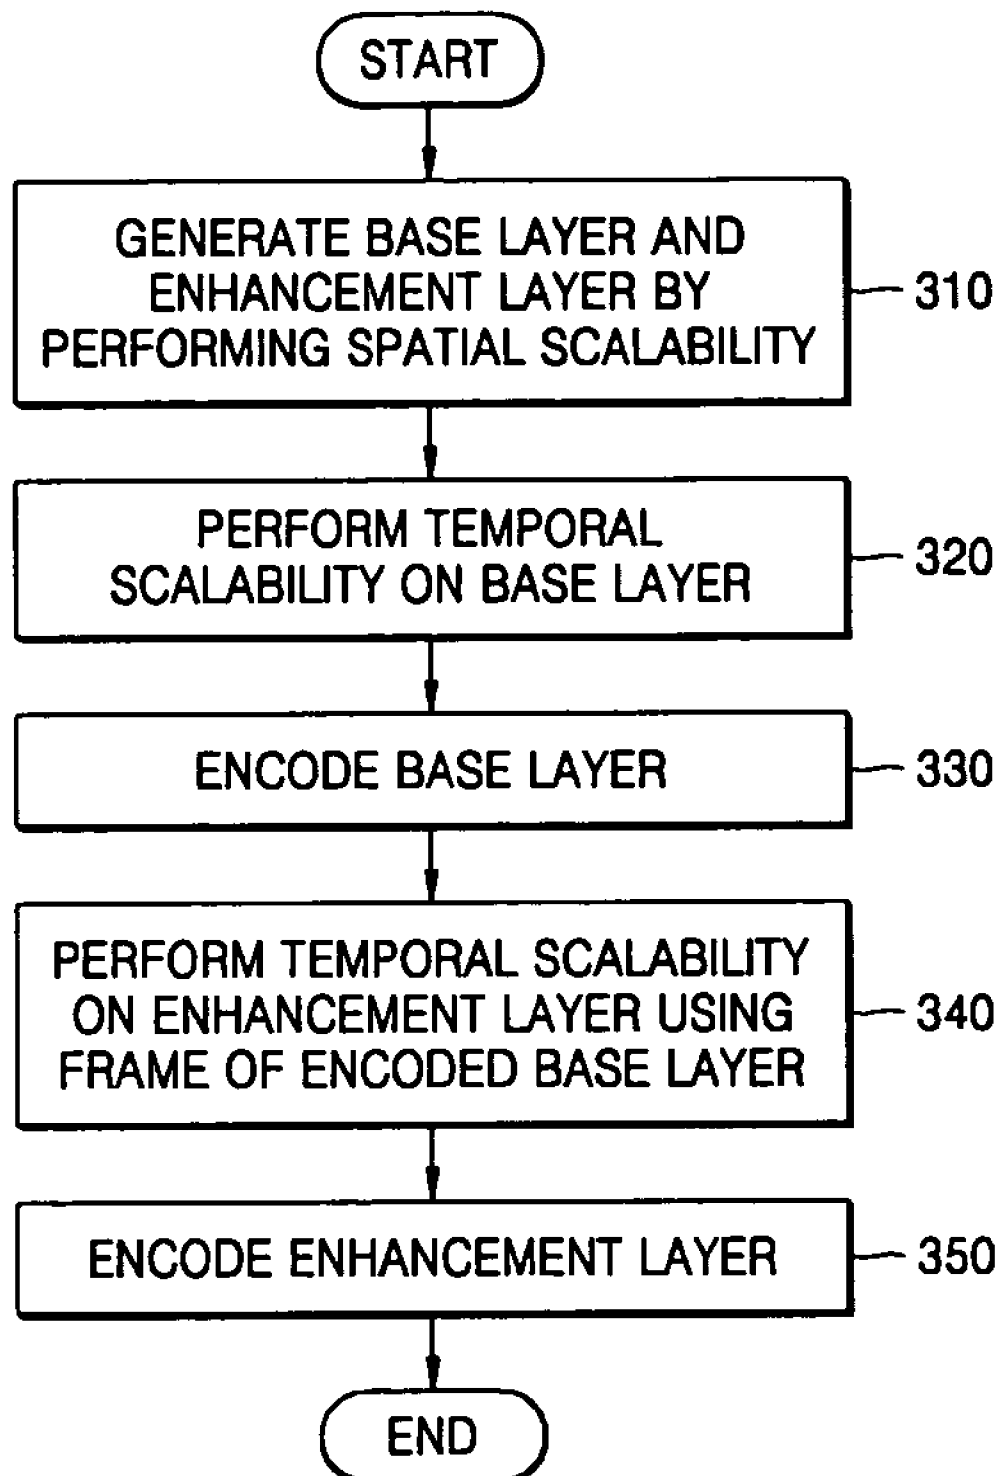 START
GENERATE BASE LAYER AND
ENHANCEMENT LAYER BY
PERFORMING SPATIAL SCALABILITY
310
PERFORM TEMPORAL
SCALABILITY ON BASE LAYER
320
ENCODE BASE LAYER
330
PERFORM TEMPORAL SCALABILITY
ON ENHANCEMENT LAYER USING
FRAME OF ENCODED BASE LAYER
340
ENCODE ENHANCEMENT LAYER
350
END